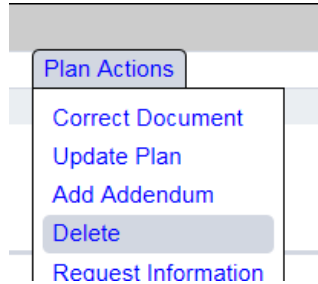 Plan Actions
Correct Document
Update Plan
Add Addendum
Delete
Request Information